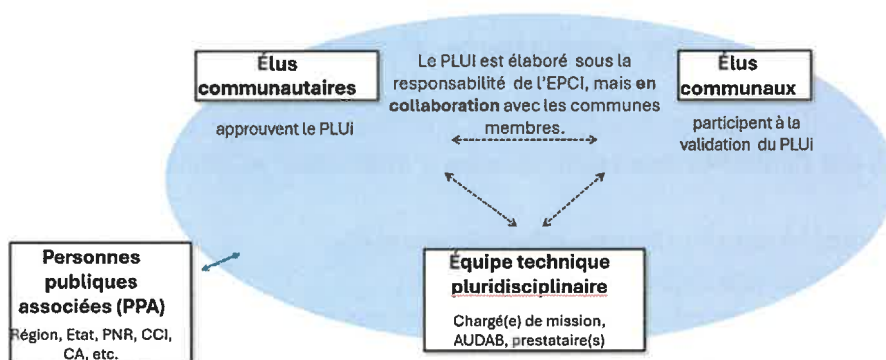 Élus
communautaires
approuvent le PLUi
Le PLUi est élaboré sous la
responsabilité de l'EPCI, mais en
collaboration avec les communes
membres.
Élus
communaux
participent à la
validation du PLUi
Personnes
publiques
associées (PPA)
Région, Etat, PNR, CCI,
CA, etc.
Équipe technique
pluridisciplinaire
Chargé(e) de mission,
AUDAB, prestataire(s)